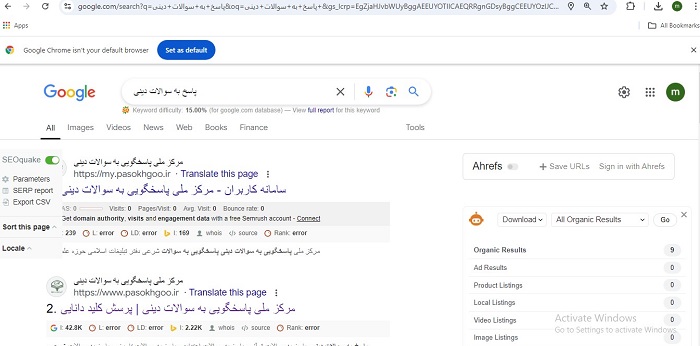 google.com/search?q=پاسخ+به+سوالات+دینی&oq=پاسخ+به+سوالات+دینی
Apps
All Bookmarks
Google Chrome isn't your default browser
Set as default
Google
پاسخ به سوالات دینی
m
Keyword difficulty: 15.00% (for google.com database) — View full report for this keyword
All Images Videos News Web Books Finance Tools
SEOquake
Parameters
SERP report
Export CSV
Sort this page
Locale
مرکز ملی پاسخگویی به سوالات دینی
https://my.pasokhgoo.ir · Translate this page
سامانه کاربران - مرکز ملی پاسخگویی به سوالات دینی
AS: 0 Visits: 0 Pages/Visit: 0 Avg. Visit: 0 Bounce rate: 0
Get domain authority, visits and engagement data with a free Semrush account - Connect
239 L: error LD: error I: 169 whois source Rank: error
مرکز ملی پاسخگویی به سوالات دینی پاسخگویی به سوالات شرعی دفتر تبلیغات اسلامی حوزه
مرکز ملی پاسخگویی به سوالات دینی
https://www.pasokhgoo.ir · Translate this page
2. مرکز ملی پاسخگویی به سوالات دینی | پرسش کلید دانایی
I: 42.8K L: error LD: error I: 2.22K whois source Rank: error
Ahrefs + Save URLs Sign in with Ahrefs
Download All Organic Results Go
Organic Results 9
Ad Results 0
Product Listings 0
Local Listings 0
Video Listings 0
Image Listings 0
Activate Windows
Go to Settings to activate Windows.